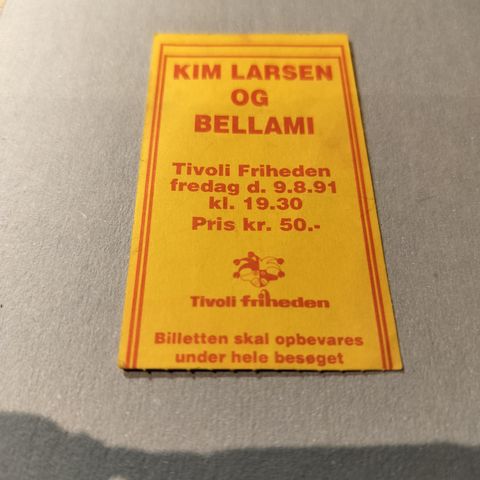 KIM LARSEN
OG
BELLAMI
Tivoli Friheden
fredag d. 9.8.91
kl. 19.30
Pris kr. 50.-
Tivoli friheden
Billetten skal opbevares
under hele besøget